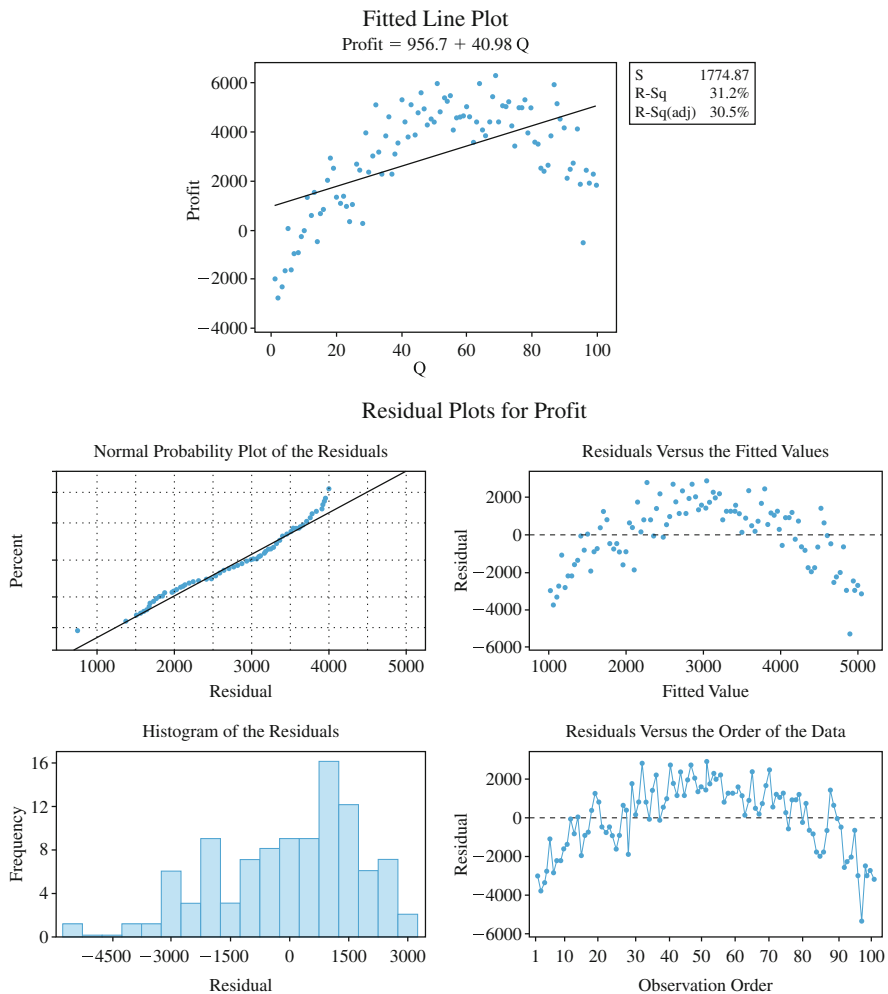 Fitted Line Plot
Profit = 956.7 + 40.98 Q
S 1774.87
R-Sq 31.2%
R-Sq(adj) 30.5%
6000
4000
2000
0
−2000
−4000
Profit
0 20 40 60 80 100
Q
Residual Plots for Profit
Normal Probability Plot of the Residuals
Percent
1000 2000 3000 4000 5000
Residual
Residuals Versus the Fitted Values
2000
0
−2000
−4000
−6000
Residual
1000 2000 3000 4000 5000
Fitted Value
Histogram of the Residuals
16
12
8
4
0
Frequency
−4500 −3000 −1500 0 1500 3000
Residual
Residuals Versus the Order of the Data
2000
0
−2000
−4000
−6000
Residual
1 10 20 30 40 50 60 70 80 90 100
Observation Order